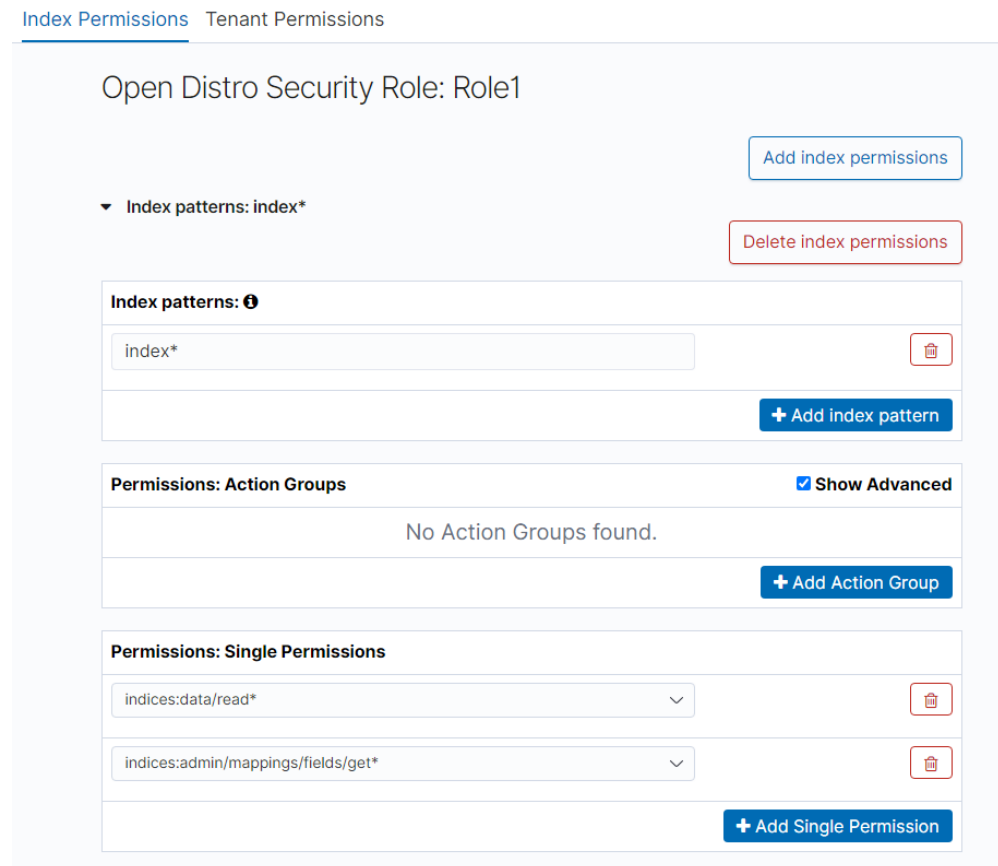 Index Permissions Tenant Permissions
Open Distro Security Role: Role1
Add index permissions
Index patterns: index*
Delete index permissions
Index patterns:
index*
Add index pattern
Permissions: Action Groups Show Advanced
No Action Groups found.
Add Action Group
Permissions: Single Permissions
indices:data/read*
indices:admin/mappings/fields/get*
Add Single Permission